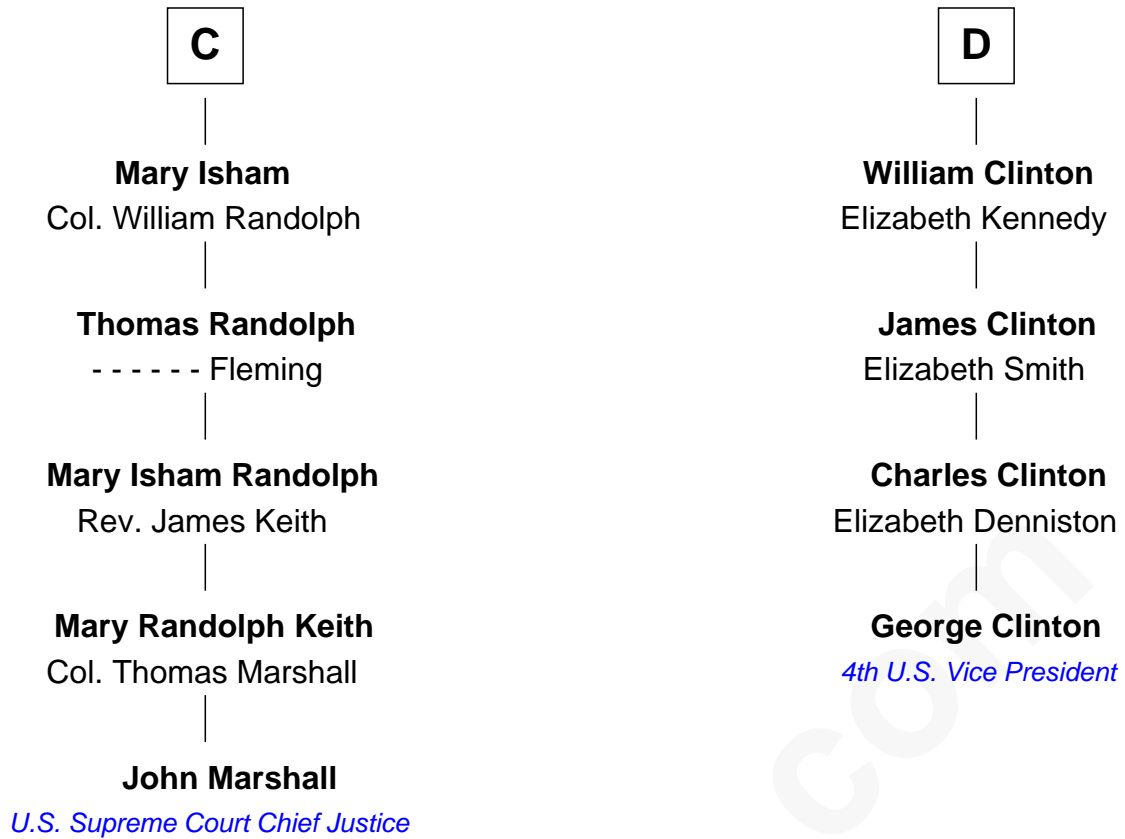 C
Mary Isham
Col. William Randolph
Thomas Randolph
- - - - - - Fleming
Mary Isham Randolph
Rev. James Keith
Mary Randolph Keith
Col. Thomas Marshall
John Marshall
U.S. Supreme Court Chief Justice
D
William Clinton
Elizabeth Kennedy
James Clinton
Elizabeth Smith
Charles Clinton
Elizabeth Denniston
George Clinton
4th U.S. Vice President
com